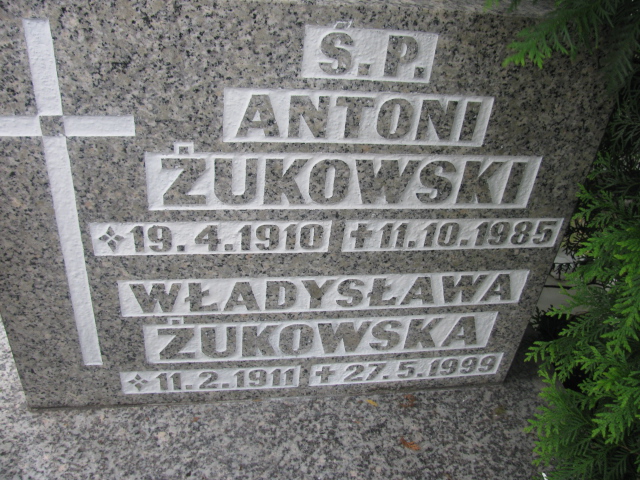 Ś.P.
ANTONI
ŻUKOWSKI
19.4.1910 ✝11.10.1985
WŁADYSŁAWA
ŻUKOWSKA
11.2.1911 ✝27.5.1999